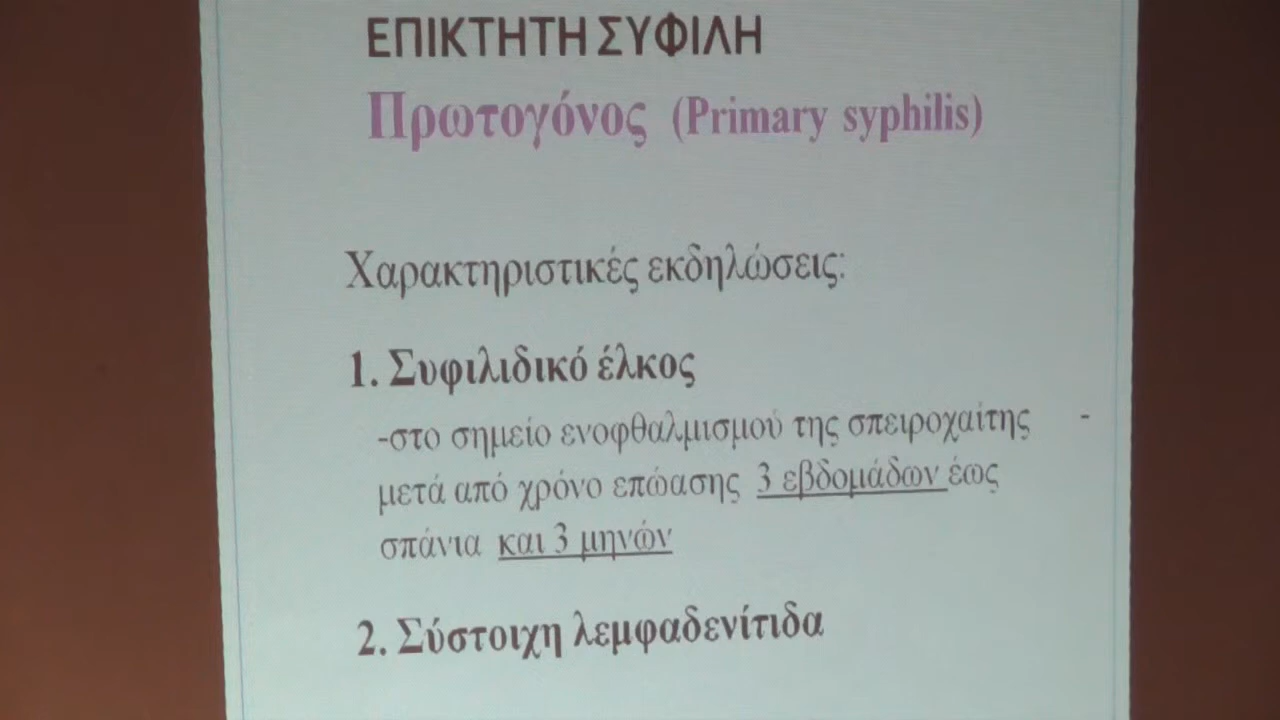 ΕΠΙΚΤΗΤΗ ΣΥΦΙΛΗ
Πρωτογόνος (Primary syphilis)
Χαρακτηριστικές εκδηλώσεις:
1. Συφιλιδικό έλκος
-στο σημείο ενοφθαλμισμού της σπειροχαίτης -
μετά από χρόνο επώασης 3 εβδομάδων έως
σπάνια και 3 μηνών
2. Σύστοιχη λεμφαδενίτιδα